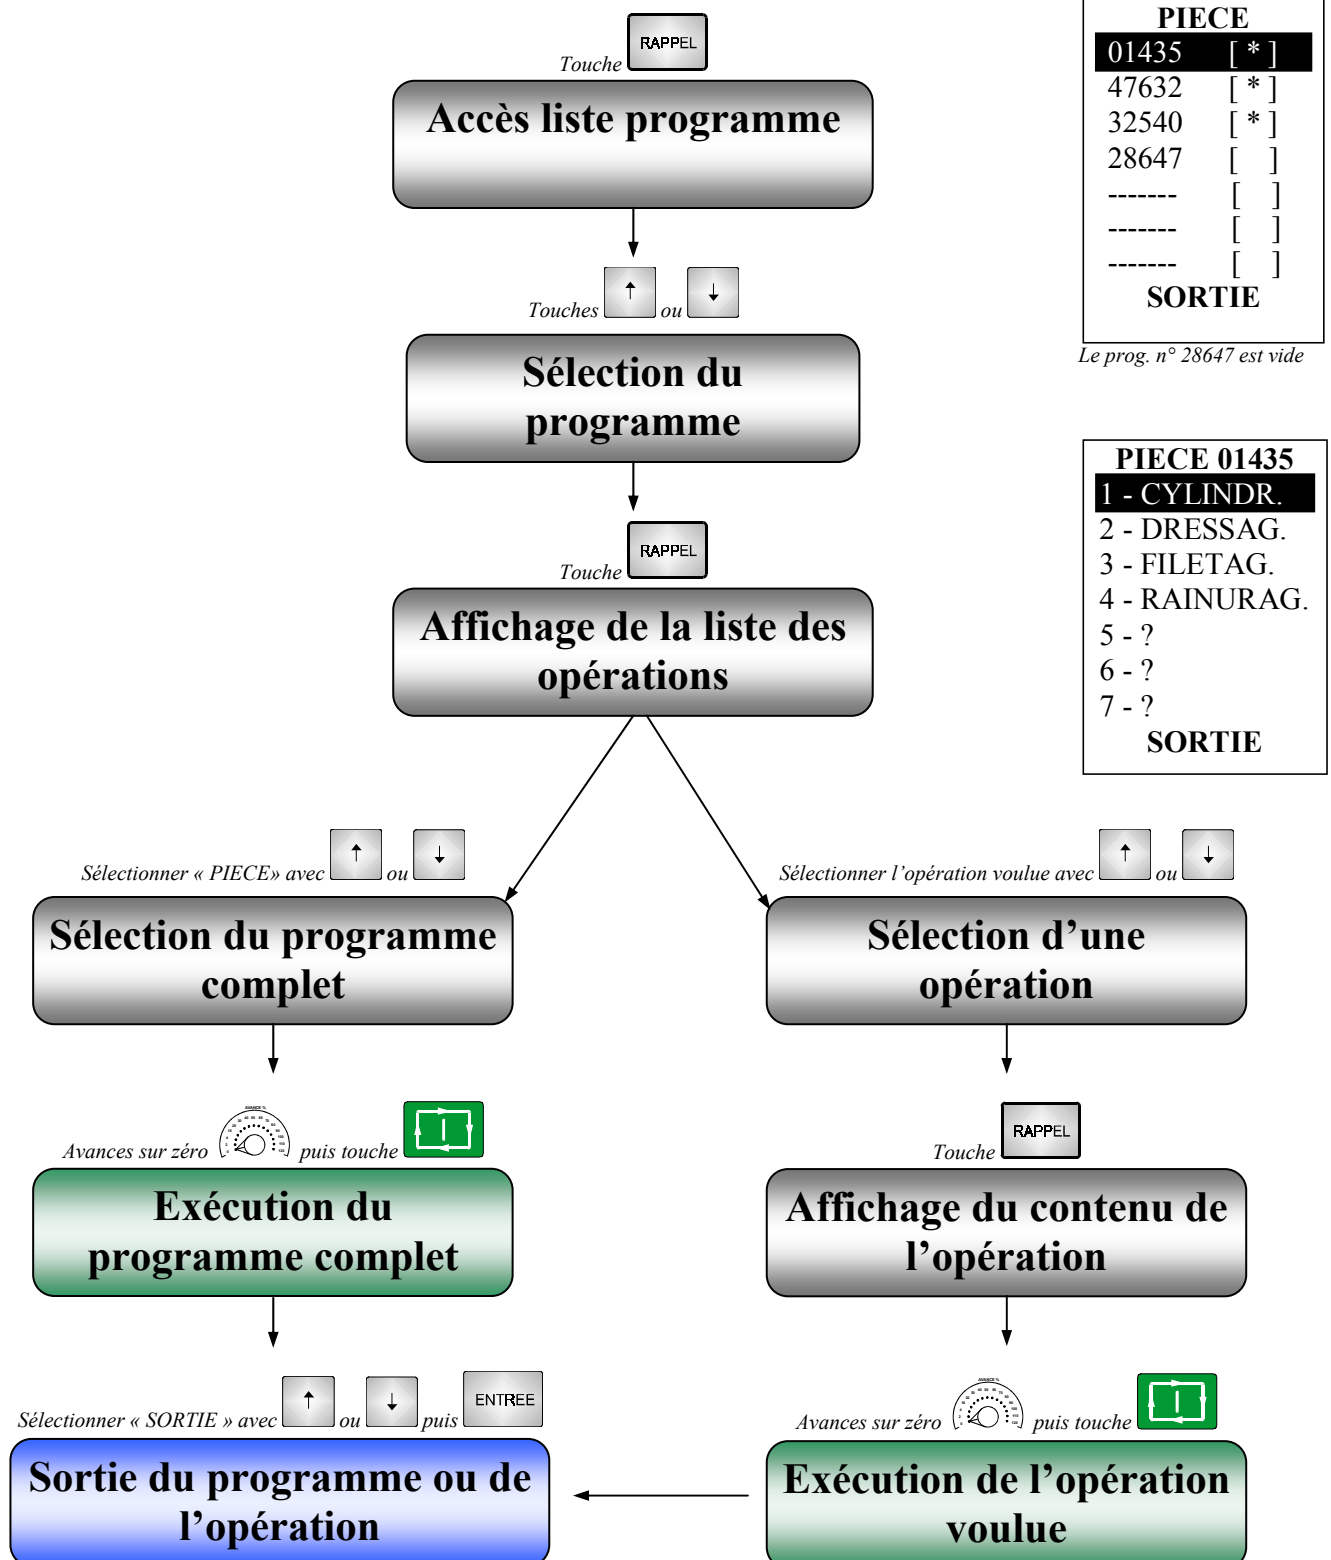 Touche RAPPEL
Accès liste programme
Touches ↑ ou ↓
Sélection du
programme
Touche RAPPEL
Affichage de la liste des
opérations
PIECE
01435 [ * ]
47632 [ * ]
32540 [ * ]
28647 [ ]
------- [ ]
------- [ ]
------- [ ]
SORTIE
Le prog. n° 28647 est vide
PIECE 01435
1 - CYLINDR.
2 - DRESSAG.
3 - FILETAG.
4 - RAINURAG.
5 - ?
6 - ?
7 - ?
SORTIE
Sélectionner « PIECE» avec ↑ ou ↓
Sélection du programme
complet
Avances sur zéro puis touche
Exécution du
programme complet
Sélectionner l’opération voulue avec ↑ ou ↓
Sélection d’une
opération
Touche RAPPEL
Affichage du contenu de
l’opération
Avances sur zéro puis touche
Exécution de l’opération
voulue
Sélectionner « SORTIE » avec ↑ ou ↓ puis ENTREE
Sortie du programme ou de
l’opération